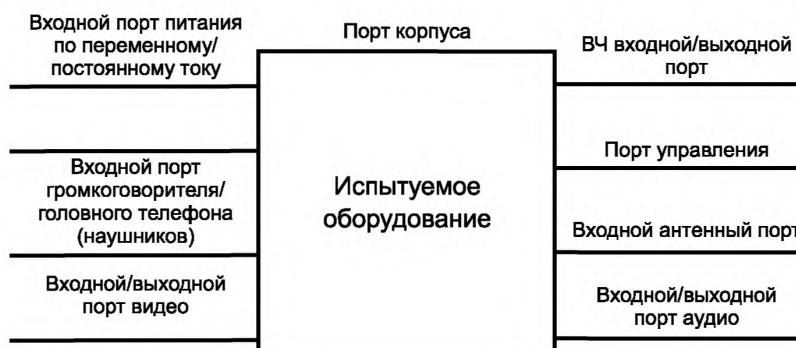 Входной порт питания
по переменному/
постоянному току
Порт корпуса
ВЧ входной/выходной
порт
Порт управления
Входной порт
громкоговорителя/
головного телефона
(наушников)
Испытуемое
оборудование
Входной антенный порт
Входной/выходной
порт видео
Входной/выходной
порт аудио